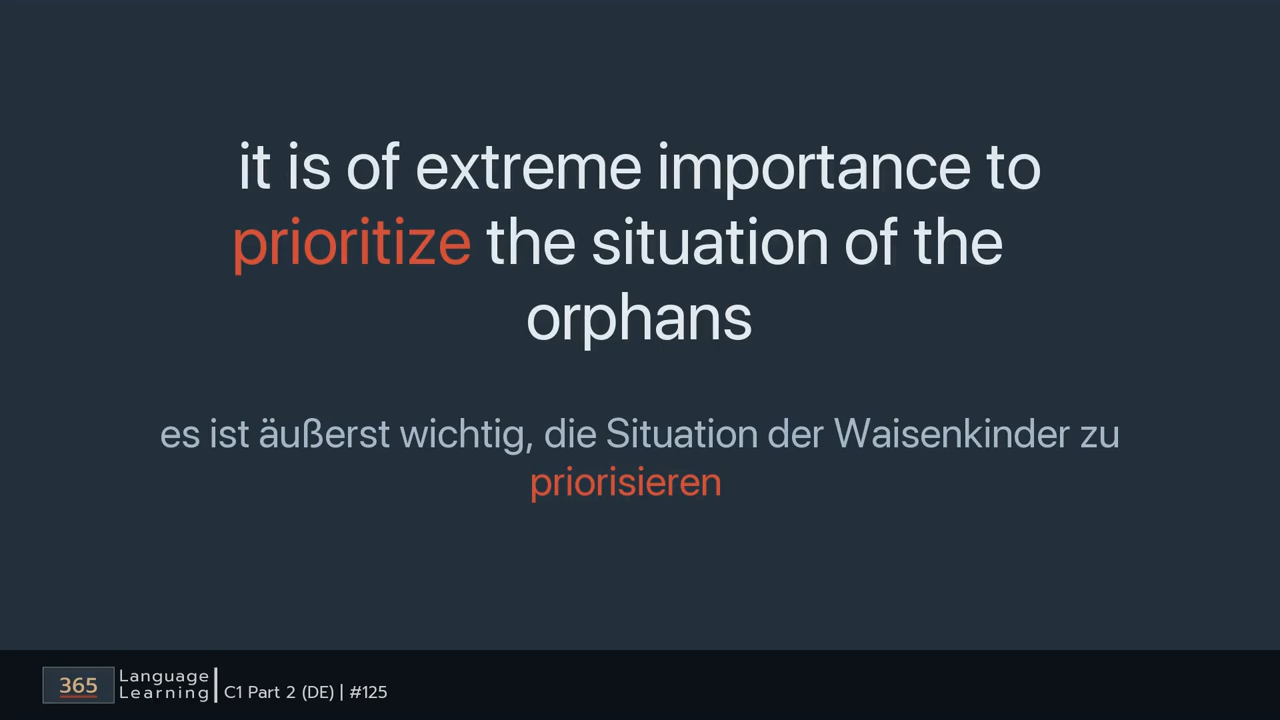 it is of extreme importance to
prioritize the situation of the
orphans
es ist äußerst wichtig, die Situation der Waisenkinder zu
priorisieren
365 Language
Learning
C1 Part 2 (DE) | #125